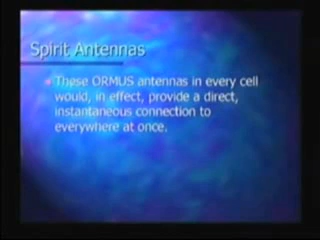 Spirit Antennas
These ORMUS antennas in every cell
would, in effect, provide a direct,
instantaneous connection to
everywhere at once.